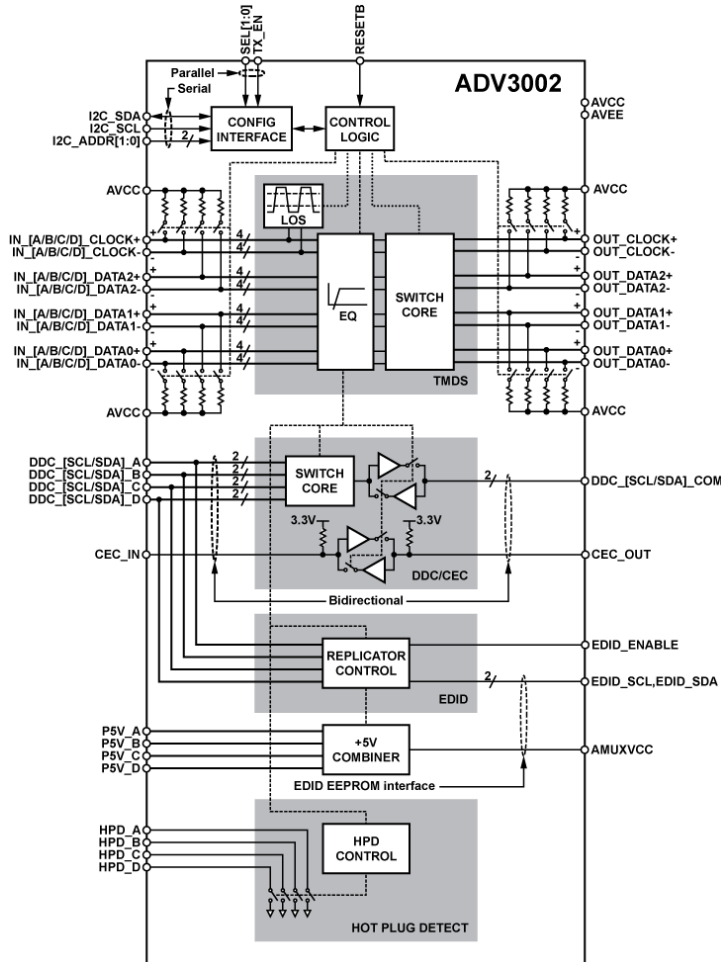 SEL[1:0]
TX_EN
RESETB
ADV3002
Parallel
Serial
I2C_SDA
I2C_SCL
I2C_ADDR[1:0]
2
CONFIG
INTERFACE
CONTROL
LOGIC
AVCC
AVEE
AVCC
AVCC
LOS
+
IN_[A/B/C/D]_CLOCK+
4
IN_[A/B/C/D]_CLOCK-
4
-
IN_[A/B/C/D]_DATA2+
+
4
IN_[A/B/C/D]_DATA2-
-
4
IN_[A/B/C/D]_DATA1+
+
4
IN_[A/B/C/D]_DATA1-
-
4
IN_[A/B/C/D]_DATA0+
+
4
IN_[A/B/C/D]_DATA0-
-
4
EQ
SWITCH
CORE
TMDS
+
OUT_CLOCK+
OUT_CLOCK-
-
+
OUT_DATA2+
OUT_DATA2-
-
+
OUT_DATA1+
OUT_DATA1-
-
+
OUT_DATA0+
OUT_DATA0-
-
AVCC
AVCC
DDC_[SCL/SDA]_A
2
DDC_[SCL/SDA]_B
2
DDC_[SCL/SDA]_C
2
DDC_[SCL/SDA]_D
2
SWITCH
CORE
2
DDC_[SCL/SDA]_COM
3.3V
3.3V
CEC_IN
CEC_OUT
DDC/CEC
Bidirectional
REPLICATOR
CONTROL
EDID_ENABLE
2
EDID_SCL,EDID_SDA
EDID
P5V_A
P5V_B
P5V_C
P5V_D
+5V
COMBINER
AMUXVCC
EDID EEPROM interface
HPD_A
HPD_B
HPD_C
HPD_D
HPD
CONTROL
HOT PLUG DETECT